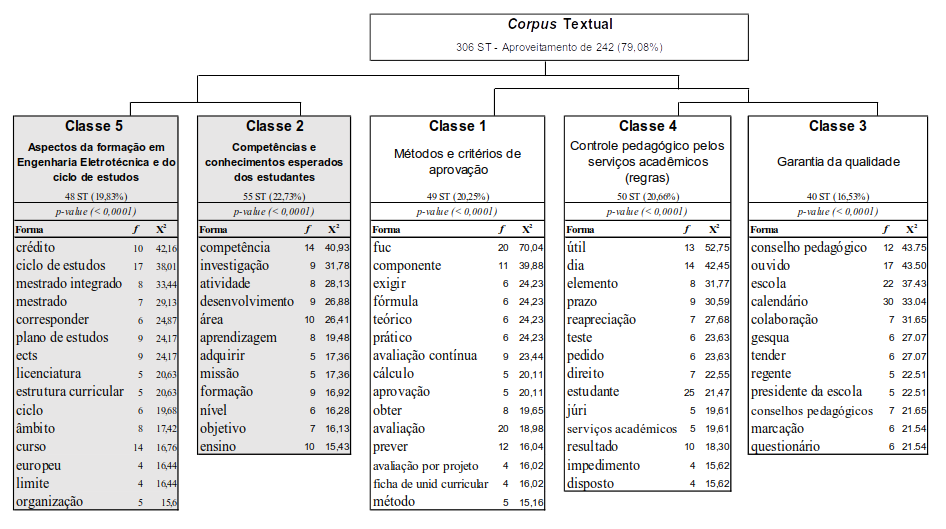 Corpus Textual
306 ST - Aproveitamento de 242 (79,08%)
Classe 5
Aspectos da formação em
Engenharia Eletrotécnica e do
ciclo de estudos
48 ST (19,83%)
p-value (< 0,0001)
Forma f X²
crédito 10 42,16
ciclo de estudos 17 38,01
mestrado integrado 8 33,44
mestrado 7 29,13
corresponder 6 24,87
plano de estudos 9 24,17
ects 9 24,17
licenciatura 5 20,63
estrutura curricular 5 20,63
ciclo 6 19,68
âmbito 8 17,42
curso 14 16,76
europeu 4 16,44
limite 4 16,44
organização 5 15,6
Classe 2
Competências e
conhecimentos esperados
dos estudantes
55 ST (22,73%)
p-value (< 0,0001)
Forma f X²
competência 14 40,93
investigação 9 31,78
atividade 8 28,13
desenvolvimento 9 26,88
área 10 26,41
aprendizagem 8 19,48
adquirir 5 17,36
missão 5 17,36
formação 9 16,92
nível 6 16,28
objetivo 7 16,13
ensino 10 15,43
Classe 1
Métodos e critérios de
aprovação
49 ST (20,25%)
p-value (< 0,0001)
Forma f X²
fuc 20 70,04
componente 11 39,88
exigir 6 24,23
fórmula 6 24,23
teórico 6 24,23
prático 6 24,23
avaliação contínua 9 23,44
cálculo 5 20,11
aprovação 5 20,11
obter 8 19,65
avaliação 20 18,98
prever 12 16,04
avaliação por projeto 4 16,02
ficha de unid curricular 4 16,02
método 5 15,16
Classe 4
Controle pedagógico pelos
serviços acadêmicos
(regras)
50 ST (20,66%)
p-value (< 0,0001)
Forma f X²
útil 13 52,75
dia 14 42,45
elemento 8 31,77
prazo 9 30,59
reapreciação 7 27,68
teste 6 23,63
pedido 6 23,63
direito 7 22,55
estudante 25 21,47
júri 5 19,61
serviços acadêmicos 5 19,61
resultado 10 18,30
impedimento 4 15,62
disposto 4 15,62
Classe 3
Garantia da qualidade
40 ST (16,53%)
p-value (< 0,0001)
Forma f X²
conselho pedagógico 12 43.75
ouvido 17 43.50
escola 22 37.43
calendário 30 33.04
colaboração 7 31.65
gesqua 6 27.07
tender 6 27.07
regente 5 22.51
presidente da escola 5 22.51
conselhos pedagógicos 7 21.65
marcação 6 21.54
questionário 6 21.54